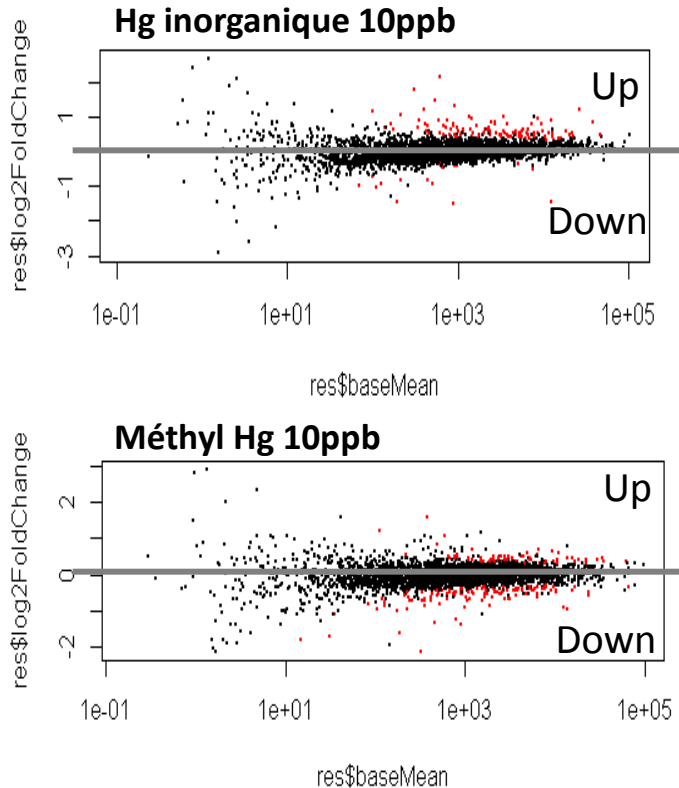 Hg inorganique 10ppb
res$log2FoldChange
1
-1
-3
Up
Down
1e-01 1e+01 1e+03 1e+05
res$baseMean
Méthyl Hg 10ppb
res$log2FoldChange
2
0
-2
Up
Down
1e-01 1e+01 1e+03 1e+05
res$baseMean